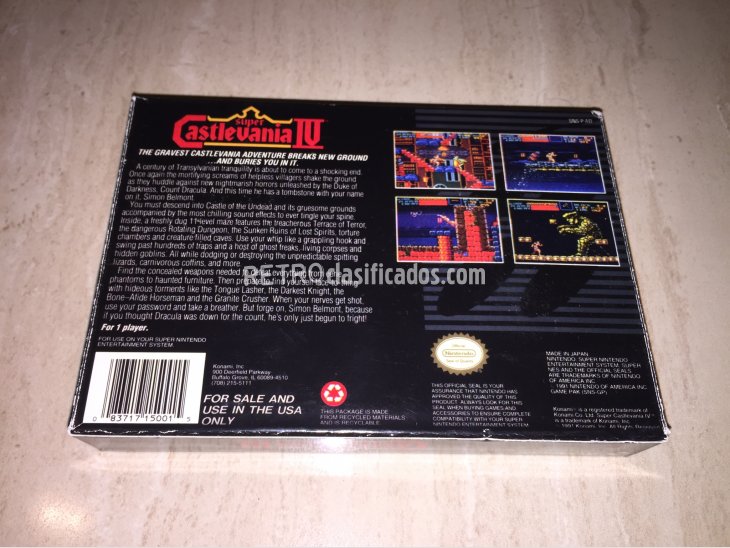 super
Castlevania IV
THE GRAVEST CASTLEVANIA ADVENTURE BREAKS NEW GROUND
...AND BURIES YOU IN IT.
A century of Transylvanian tranquility is about to come to a shocking end.
Once again the mortifying screams of helpless villagers shake the ground
as they huddle against new nightmarish horrors unleashed by the Duke of
Darkness, Count Dracula. And this time he has a tombstone with your name
on it, Simon Belmont.
You must descend into Castle of the Undead and its gruesome grounds
accompanied by the most chilling sound effects to ever tingle your spine.
Inside, a freshly dug 11-level maze features the treacherous Terrace of Terror,
the dangerous Rotating Dungeon, the Sunken Ruins of Lost Spirits, torture
chambers and creature filled caves. Use your whip like a grappling hook and
swing past hundreds of traps and a host of ghost freaks, living corpses and
hidden goblins. All while dodging or destroying the unpredictable spitting
lizards, carnivorous coffins, and more.
Find the concealed weapons needed to everything from
phantoms to haunted furniture. Then prepare to find yourself face
with hideous torments like the Tongue Lasher, the Darkest Knight, the
Bone-Afide Horseman and the Granite Crusher. When your nerves get shot,
use your password and take a breather. But forge on, Simon Belmont, because
if you thought Dracula was down for the count, he's only just begun to fright!
For 1 player.
FOR USE ON YOUR SUPER NINTENDO
ENTERTAINMENT SYSTEM.
RETROclasificados.com
0 83717 15001 5
Konami, Inc.
900 Deerfield Parkway
Buffalo Grove, IL 60089-4510
(708) 215-5111
FOR SALE AND
USE IN THE USA
ONLY
THIS PACKAGE IS MADE
FROM RECYCLED MATERIALS
AND IS RECYCLABLE.
Nintendo
THIS OFFICIAL SEAL IS YOUR
ASSURANCE THAT NINTENDO HAS
APPROVED THE QUALITY OF THIS
PRODUCT. ALWAYS LOOK FOR THIS
SEAL WHEN BUYING GAMES AND
ACCESSORIES TO ENSURE COMPLETE
COMPATIBILITY WITH YOUR SUPER
NINTENDO ENTERTAINMENT SYSTEM.
MADE IN JAPAN
NINTENDO, SUPER NINTENDO
ENTERTAINMENT SYSTEM, SUPER
NES AND THE OFFICIAL SEALS
ARE TRADEMARKS OF NINTENDO
OF AMERICA INC.
©1991 NINTENDO OF AMERICA INC.
GAME PAK (SNS-GP)
Konami® is a registered trademark of
Konami Co. Ltd. Super Castlevania IV™
is a trademark of Konami, Inc.
©1991 Konami, Inc. All Rights